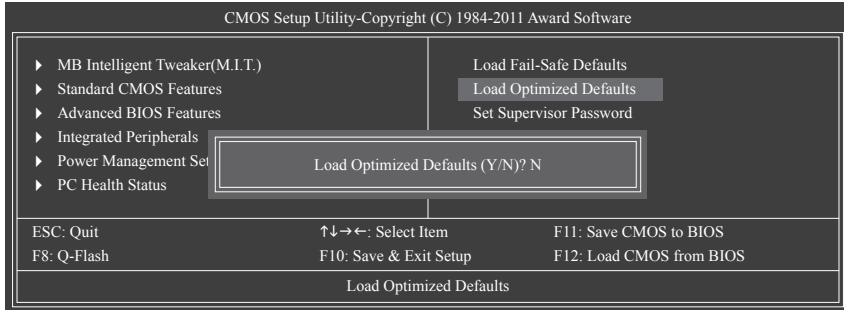 CMOS Setup Utility-Copyright (C) 1984-2011 Award Software
MB Intelligent Tweaker(M.I.T.)
Standard CMOS Features
Advanced BIOS Features
Integrated Peripherals
Power Management Set
PC Health Status
Load Fail-Safe Defaults
Load Optimized Defaults
Set Supervisor Password
Load Optimized Defaults (Y/N)? N
ESC: Quit ↑↓→←: Select Item F11: Save CMOS to BIOS
F8: Q-Flash F10: Save & Exit Setup F12: Load CMOS from BIOS
Load Optimized Defaults